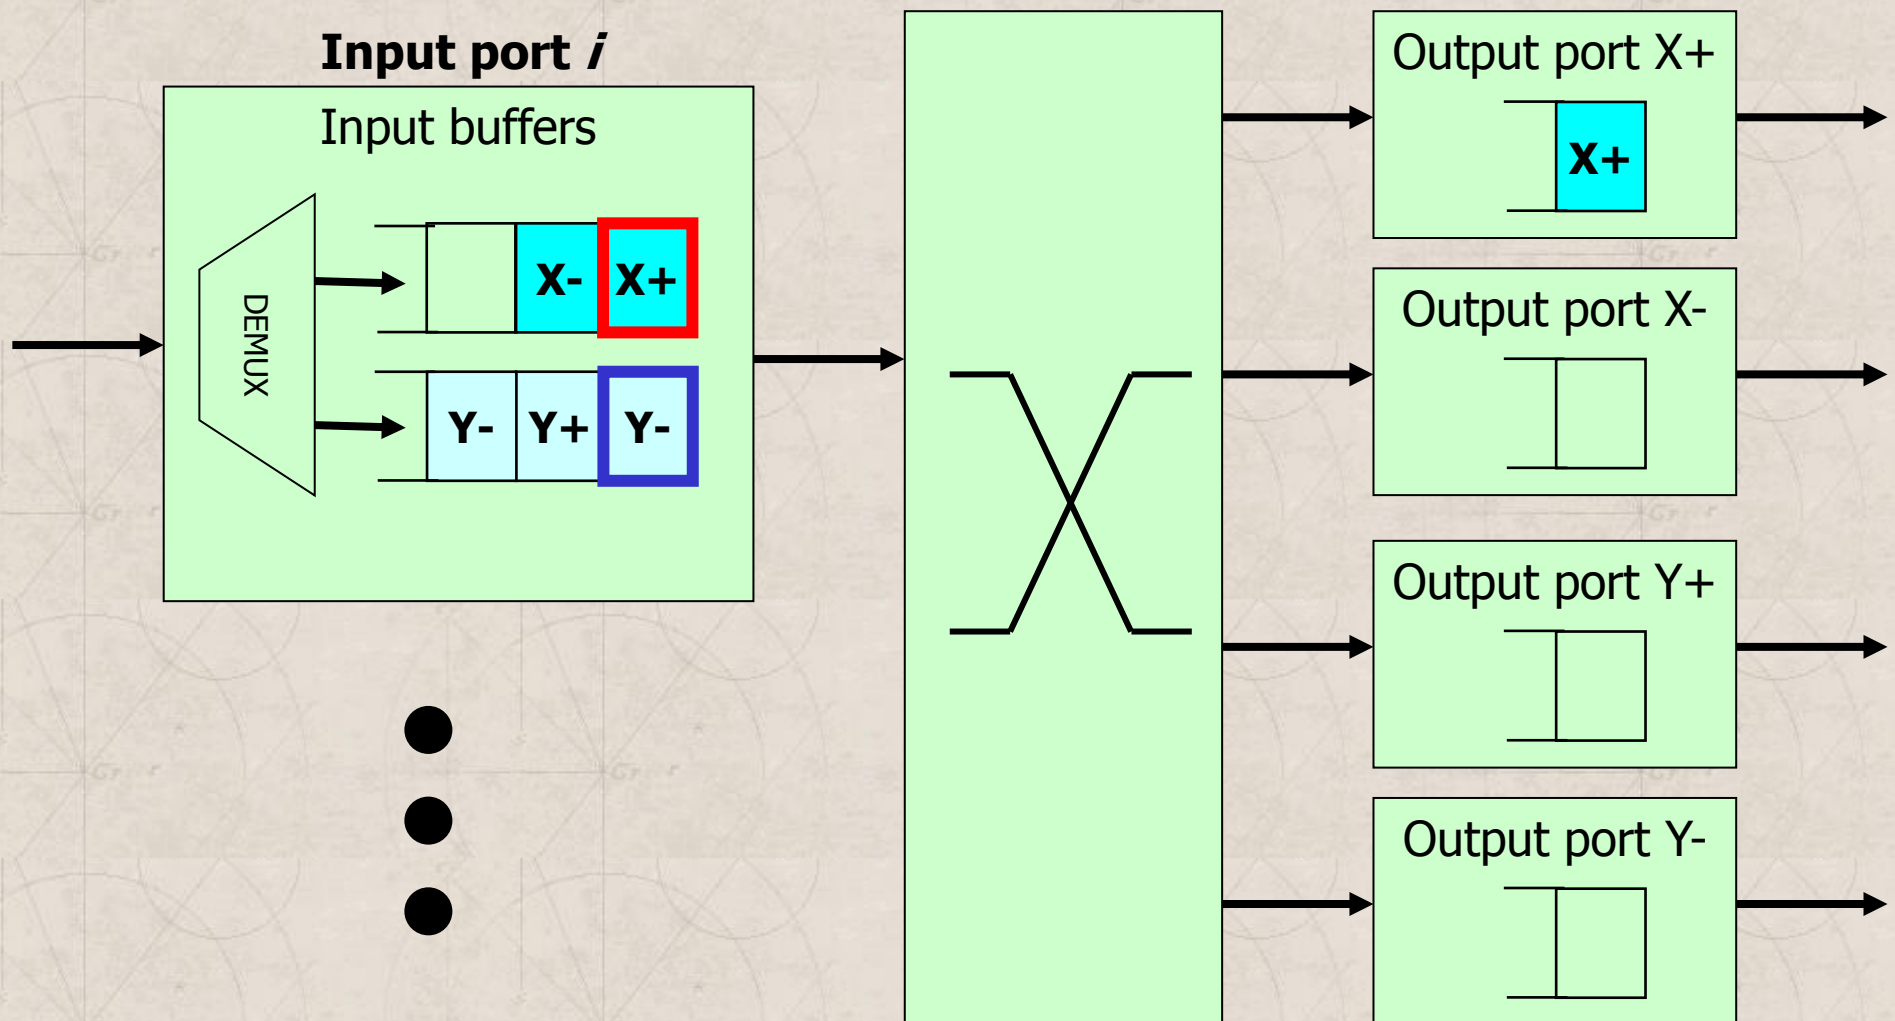 Input port i
Input buffers
DEMUX
X- X+
Y- Y+ Y-
Output port X+
X+
Output port X-
Output port Y+
Output port Y-